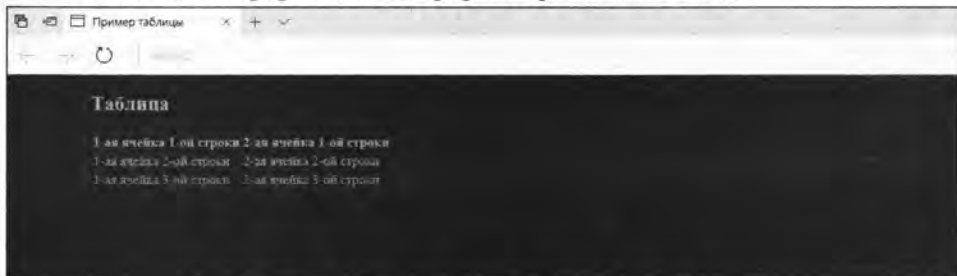 Пример таблицы
Таблица
1-ая ячейка 1-ой строки 2-ая ячейка 1-ой строки
1-ая ячейка 2-ой строки 2-ая ячейка 2-ой строки
1-ая ячейка 3-ой строки 2-ая ячейка 3-ой строки